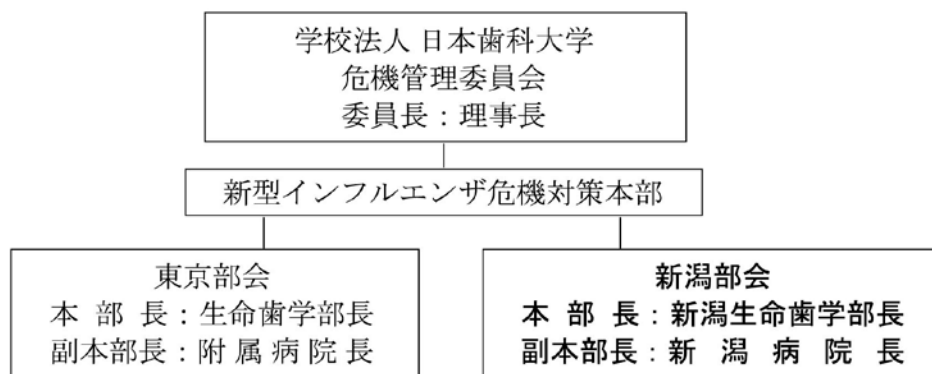 学校法人 日本歯科大学
危機管理委員会
委員長：理事長
新型インフルエンザ危機対策本部
東京部会
本 部 長：生命歯学部長
副本部長：附 属 病 院 長
新潟部会
本 部 長：新潟生命歯学部長
副本部長：新 潟 病 院 長